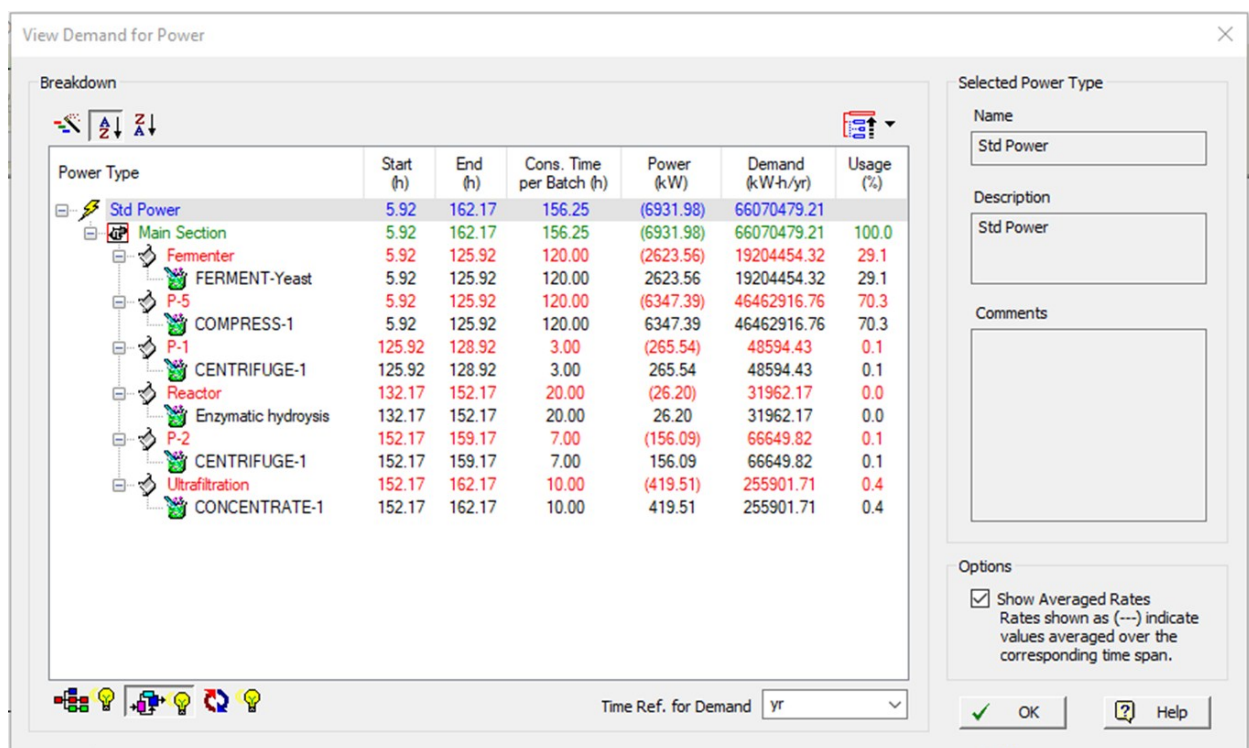 View Demand for Power
Breakdown
Selected Power Type
Power Type Start (h) End (h) Cons. Time per Batch (h) Power (kW) Demand (kW-h/yr) Usage (%)
Std Power 5.92 162.17 156.25 (6931.98) 66070479.21
Main Section 5.92 162.17 156.25 (6931.98) 66070479.21 100.0
Fermenter 5.92 125.92 120.00 (2623.56) 19204454.32 29.1
FERMENT-Yeast 5.92 125.92 120.00 2623.56 19204454.32 29.1
P-5 5.92 125.92 120.00 (6347.39) 46462916.76 70.3
COMPRESS-1 5.92 125.92 120.00 6347.39 46462916.76 70.3
P-1 125.92 128.92 3.00 (265.54) 48594.43 0.1
CENTRIFUGE-1 125.92 128.92 3.00 265.54 48594.43 0.1
Reactor 132.17 152.17 20.00 (26.20) 31962.17 0.0
Enzymatic hydroysis 132.17 152.17 20.00 26.20 31962.17 0.0
P-2 152.17 159.17 7.00 (156.09) 66649.82 0.1
CENTRIFUGE-1 152.17 159.17 7.00 156.09 66649.82 0.1
Ultrafiltration 152.17 162.17 10.00 (419.51) 255901.71 0.4
CONCENTRATE-1 152.17 162.17 10.00 419.51 255901.71 0.4
Time Ref. for Demand yr
Name
Std Power
Description
Std Power
Comments
Options
Show Averaged Rates
Rates shown as (---) indicate
values averaged over the
corresponding time span.
OK
Help